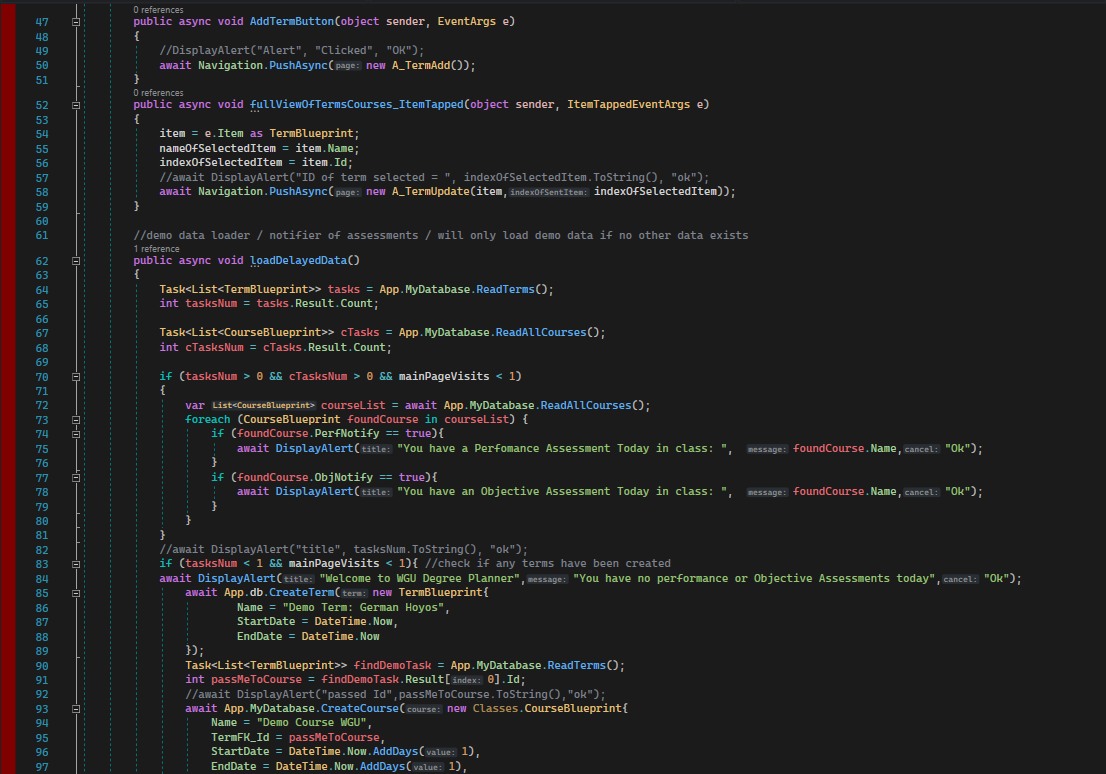 0 references
47 public async void AddTermButton(object sender, EventArgs e)
48 {
49 //DisplayAlert("Alert", "Clicked", "OK");
50 await Navigation.PushAsync(page: new A_TermAdd());
51 }
0 references
52 public async void fullViewOfTermsCourses_ItemTapped(object sender, ItemTappedEventArgs e)
53 {
54 item = e.Item as TermBlueprint;
55 nameOfSelectedItem = item.Name;
56 indexOfSelectedItem = item.Id;
57 //await DisplayAlert("ID of term selected = ", indexOfSelectedItem.ToString(), "ok");
58 await Navigation.PushAsync(page: new A_TermUpdate(item,indexOfSentItem: indexOfSelectedItem));
59 }
60
61 //demo data loader / notifier of assessments / will only load demo data if no other data exists
1 reference
62 public async void loadDelayedData()
63 {
64 Task<List<TermBlueprint>> tasks = App.MyDatabase.ReadTerms();
65 int tasksNum = tasks.Result.Count;
66
67 Task<List<CourseBlueprint>> cTasks = App.MyDatabase.ReadAllCourses();
68 int cTasksNum = cTasks.Result.Count;
69
70 if (tasksNum > 0 && cTasksNum > 0 && mainPageVisits < 1)
71 {
72 var List<CourseBlueprint> courseList = await App.MyDatabase.ReadAllCourses();
73 foreach (CourseBlueprint foundCourse in courseList) {
74 if (foundCourse.PerfNotify == true){
75 await DisplayAlert(title: "You have a Perfomance Assessment Today in class: ", message: foundCourse.Name,cancel: "Ok");
76 }
77 if (foundCourse.ObjNotify == true){
78 await DisplayAlert(title: "You have an Objective Assessment Today in class: ", message: foundCourse.Name,cancel: "Ok");
79 }
80 }
81 }
82 //await DisplayAlert("title", tasksNum.ToString(), "ok");
83 if (tasksNum < 1 && mainPageVisits < 1){ //check if any terms have been created
84 await DisplayAlert(title: "Welcome to WGU Degree Planner",message: "You have no performance or Objective Assessments today",cancel: "Ok");
85 await App.db.CreateTerm(term: new TermBlueprint{
86 Name = "Demo Term: German Hoyos",
87 StartDate = DateTime.Now,
88 EndDate = DateTime.Now
89 });
90 Task<List<TermBlueprint>> findDemoTask = App.MyDatabase.ReadTerms();
91 int passMeToCourse = findDemoTask.Result[index: 0].Id;
92 //await DisplayAlert("passed Id",passMeToCourse.ToString(),"ok");
93 await App.MyDatabase.CreateCourse(course: new Classes.CourseBlueprint{
94 Name = "Demo Course WGU",
95 TermFK_Id = passMeToCourse,
96 StartDate = DateTime.Now.AddDays(value: 1),
97 EndDate = DateTime.Now.AddDays(value: 1),